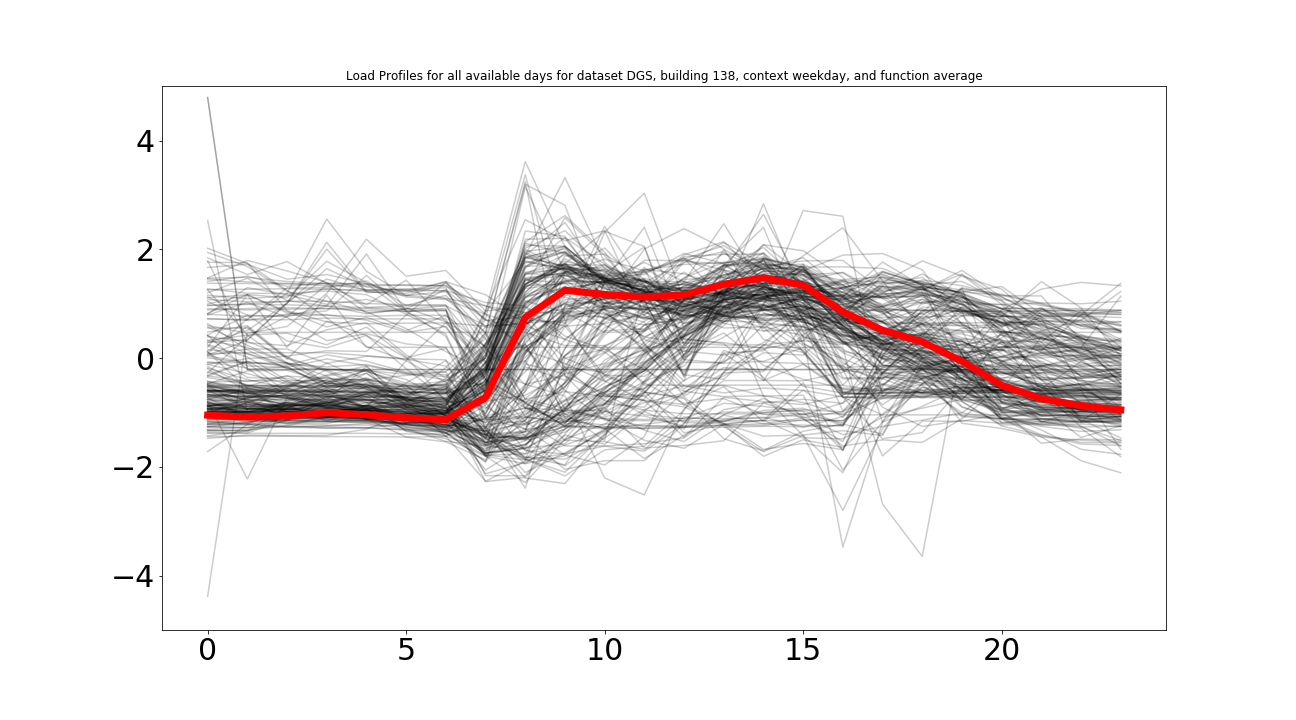 Load Profiles for all available days for dataset DGS, building 138, context weekday, and function average
4
2
0
−2
−4
0 5 10 15 20